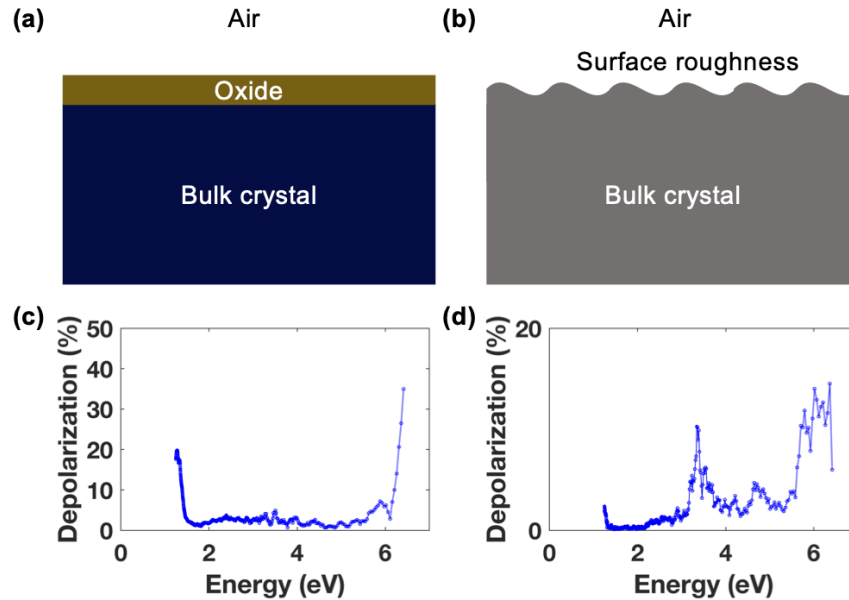 (a)
Air
Oxide
Bulk crystal
(b)
Air
Surface roughness
Bulk crystal
(c)
50
40
30
20
10
0
Depolarization (%)
0
2
4
6
Energy (eV)
(d)
20
0
Depolarization (%)
0
2
4
6
Energy (eV)